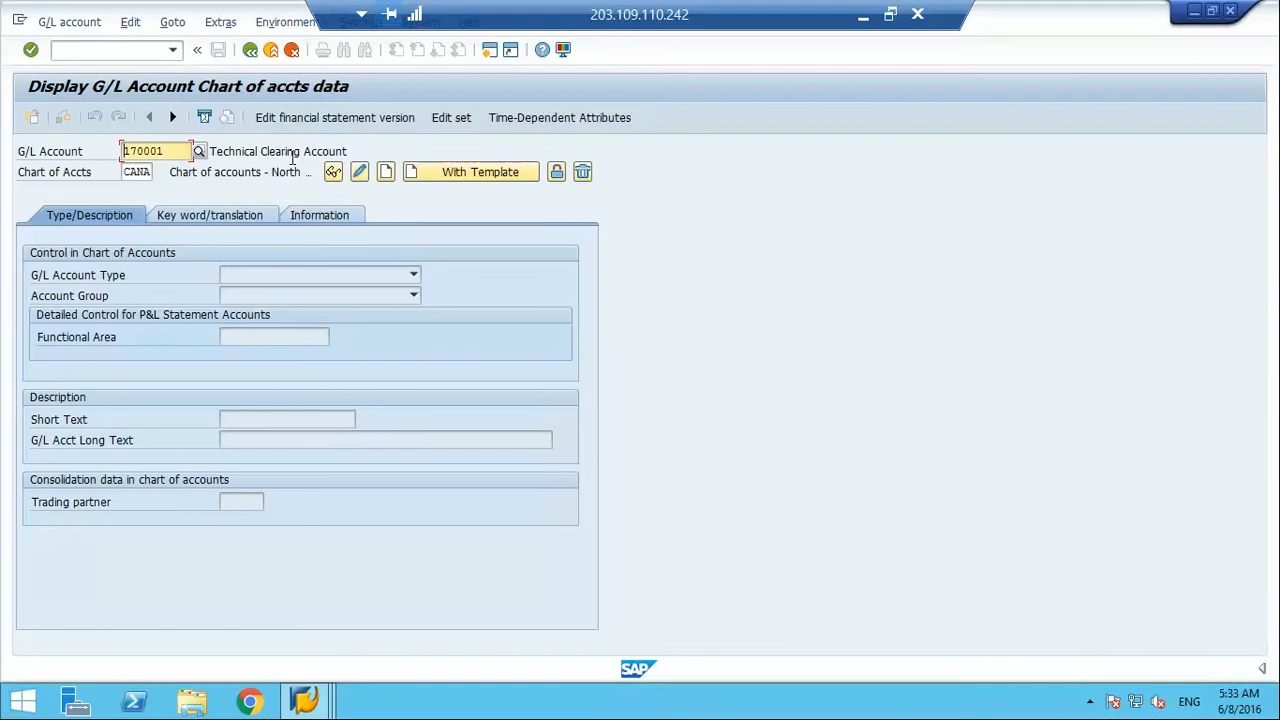 203.109.110.242
G/L account Edit Goto Extras
Display G/L Account Chart of accts data
Edit financial statement version Edit set Time-Dependent Attributes
G/L Account 170001 Technical Clearing Account
Chart of Accts CANA Chart of accounts - North ... With Template
Type/Description Key word/translation Information
Control in Chart of Accounts
G/L Account Type
Account Group
Detailed Control for P&L Statement Accounts
Functional Area
Description
Short Text
G/L Acct Long Text
Consolidation data in chart of accounts
Trading partner
SAP
ENG
5:33 AM
6/8/2016